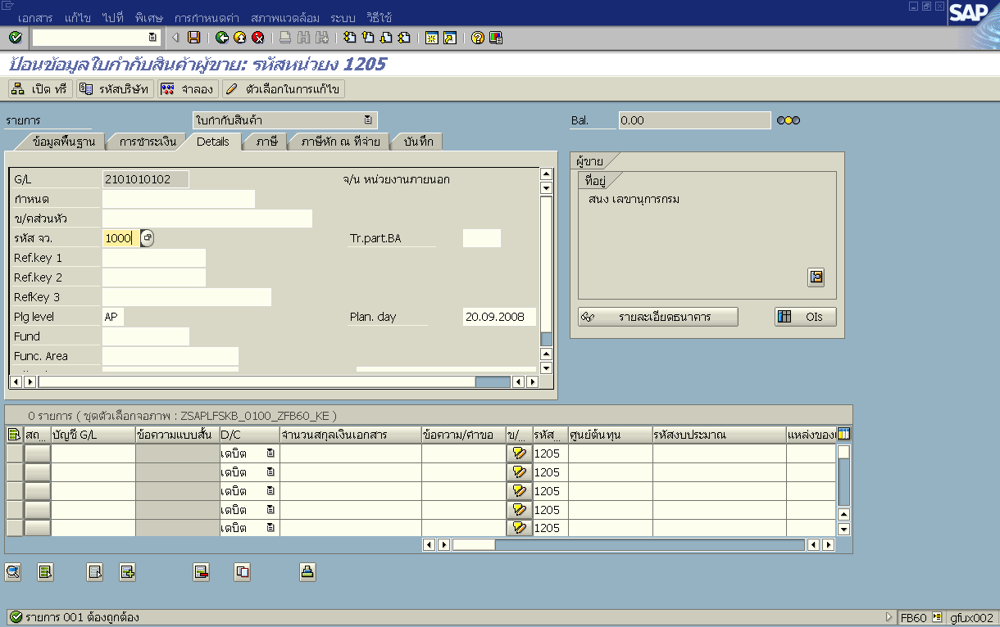 เอกสาร แก้ไข ไปที่ พิเศษ การกำหนดค่า สภาพแวดล้อม ระบบ วิธีใช้
SAP
ป้อนข้อมูลใบกำกับสินค้าผู้ขาย: รหัสหน่วยง 1205
เปิด ทรี รหัสบริษัท จำลอง ตัวเลือกในการแก้ไข
รายการ ใบกำกับสินค้า Bal. 0.00
ข้อมูลพื้นฐาน การชำระเงิน Details ภาษี ภาษีหัก ณ ที่จ่าย บันทึก
ผู้ขาย
G/L 2101010102 จ/น หน่วยงานภายนอก
ที่อยู่
กำหนด
สนง เลขานุการกรม
ข/คส่วนหัว
รหัส จว. 1000 Tr.part.BA
Ref.key 1
Ref.key 2
RefKey 3
Plg level AP Plan. day 20.09.2008
รายละเอียดธนาคาร OIs
Fund
Func. Area
0 รายการ ( ชุดตัวเลือกจอภาพ : ZSAPLFSKB_0100_ZFB60_KE )
สถ... บัญชี G/L ข้อความแบบสั้น D/C จำนวนสกุลเงินเอกสาร ข้อความ/คำขอ ข/... รหัส... ศูนย์ต้นทุน รหัสงบประมาณ แหล่งของ
เดบิต 1205
เดบิต 1205
เดบิต 1205
เดบิต 1205
เดบิต 1205
รายการ 001 ต้องถูกต้อง FB60 gfux002